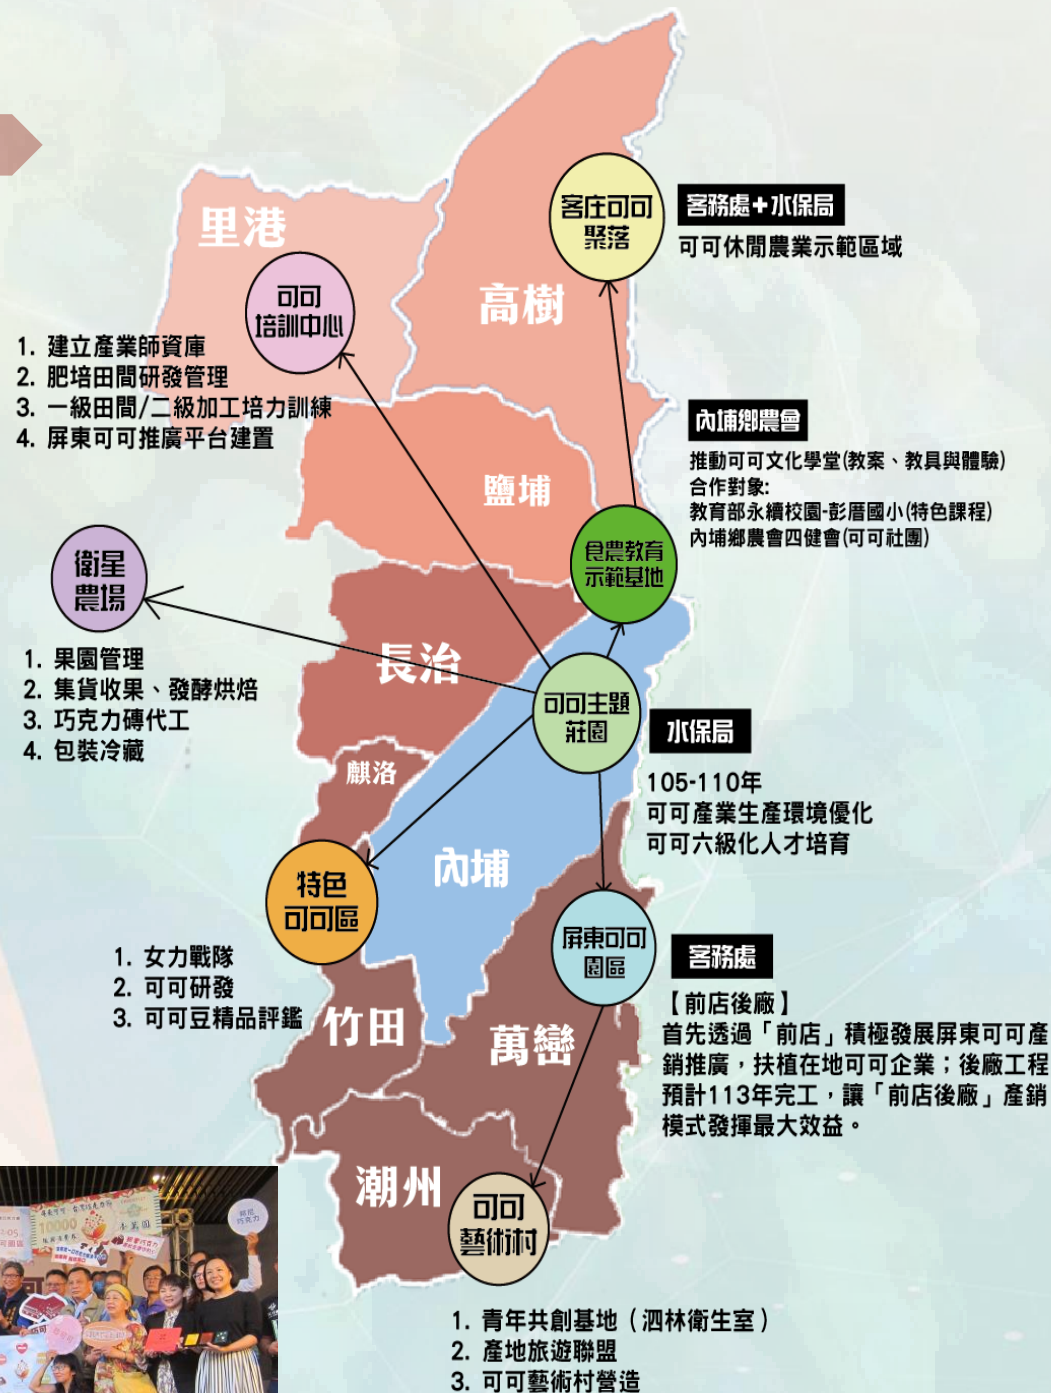 里港
高樹
客庄可可
聚落
客務處+水保局
可可休閒農業示範區域
可可
培訓中心
1. 建立產業師資庫
2. 肥培田間研發管理
3. 一級田間/二級加工培力訓練
4. 屏東可可推廣平台建置
鹽埔
內埔鄉農會
推動可可文化學堂(教案、教具與體驗)
合作對象:
教育部永續校園-彭厝國小(特色課程)
內埔鄉農會四健會(可可社團)
食農教育
示範基地
衛星
農場
1. 果園管理
2. 集貨收果、發酵烘焙
3. 巧克力磚代工
4. 包裝冷藏
長治
可可主題
莊園
水保局
105-110年
可可產業生產環境優化
可可六級化人才培育
麟洛
內埔
特色
可可區
1. 女力戰隊
2. 可可研發
3. 可可豆精品評鑑
屏東可可
園區
客務處
【前店後廠】
首先透過「前店」積極發展屏東可可產
銷推廣，扶植在地可可企業；後廠工程
預計113年完工，讓「前店後廠」產銷
模式發揮最大效益。
竹田
萬巒
潮州
可可
藝術村
1. 青年共創基地（泗林衛生室）
2. 產地旅遊聯盟
3. 可可藝術村營造
10000
巧克力